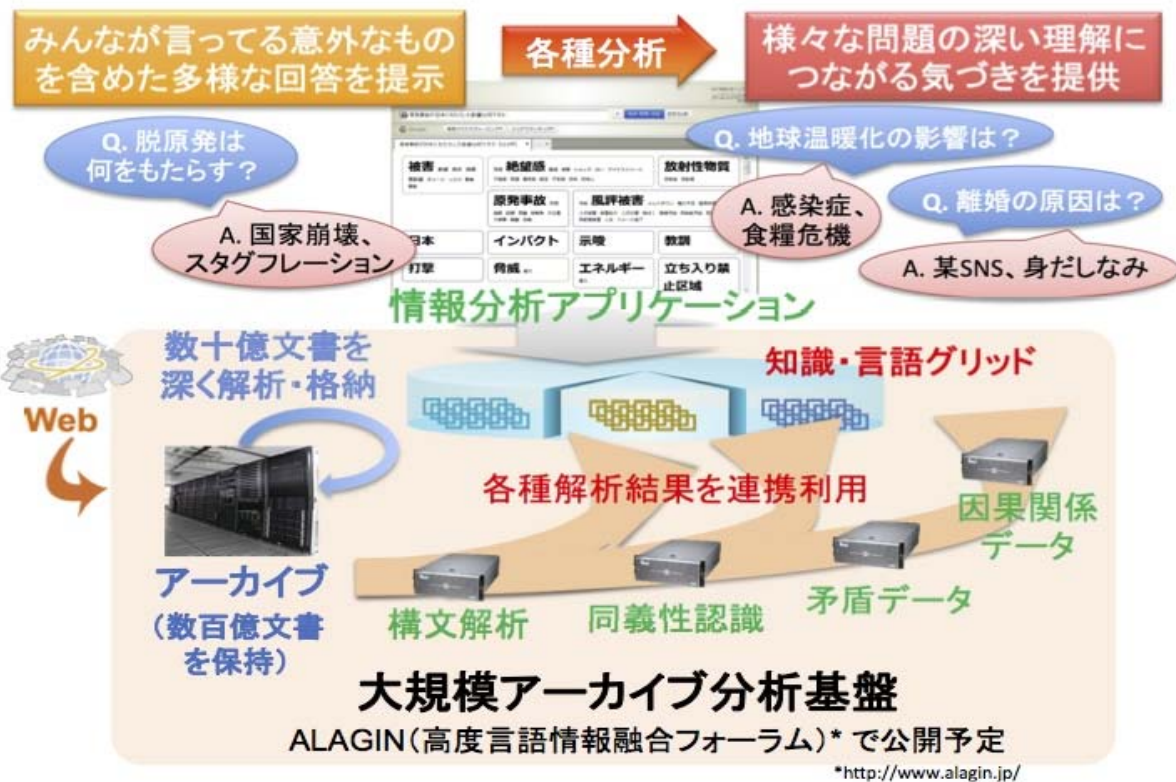 みんなが言ってる意外なもの
を含めた多様な回答を提示
各種分析
様々な問題の深い理解に
つながる気づきを提供
Q. 脱原発は
何をもたらす？
A. 国家崩壊、
スタグフレーション
被害
絶望感
放射性物質
原発事故
風評被害
日本
インパクト
示唆
教訓
打撃
脅威
エネルギー
立ち入り禁
止区域
Q. 地球温暖化の影響は？
A. 感染症、
食糧危機
Q. 離婚の原因は？
A. 某SNS、身だしなみ
情報分析アプリケーション
Web
数十億文書を
深く解析・格納
知識・言語グリッド
各種解析結果を連携利用
アーカイブ
（数百億文書
を保持）
構文解析
同義性認識
矛盾データ
因果関係
データ
大規模アーカイブ分析基盤
ALAGIN（高度言語情報融合フォーラム）* で公開予定
*http://www.alagin.jp/